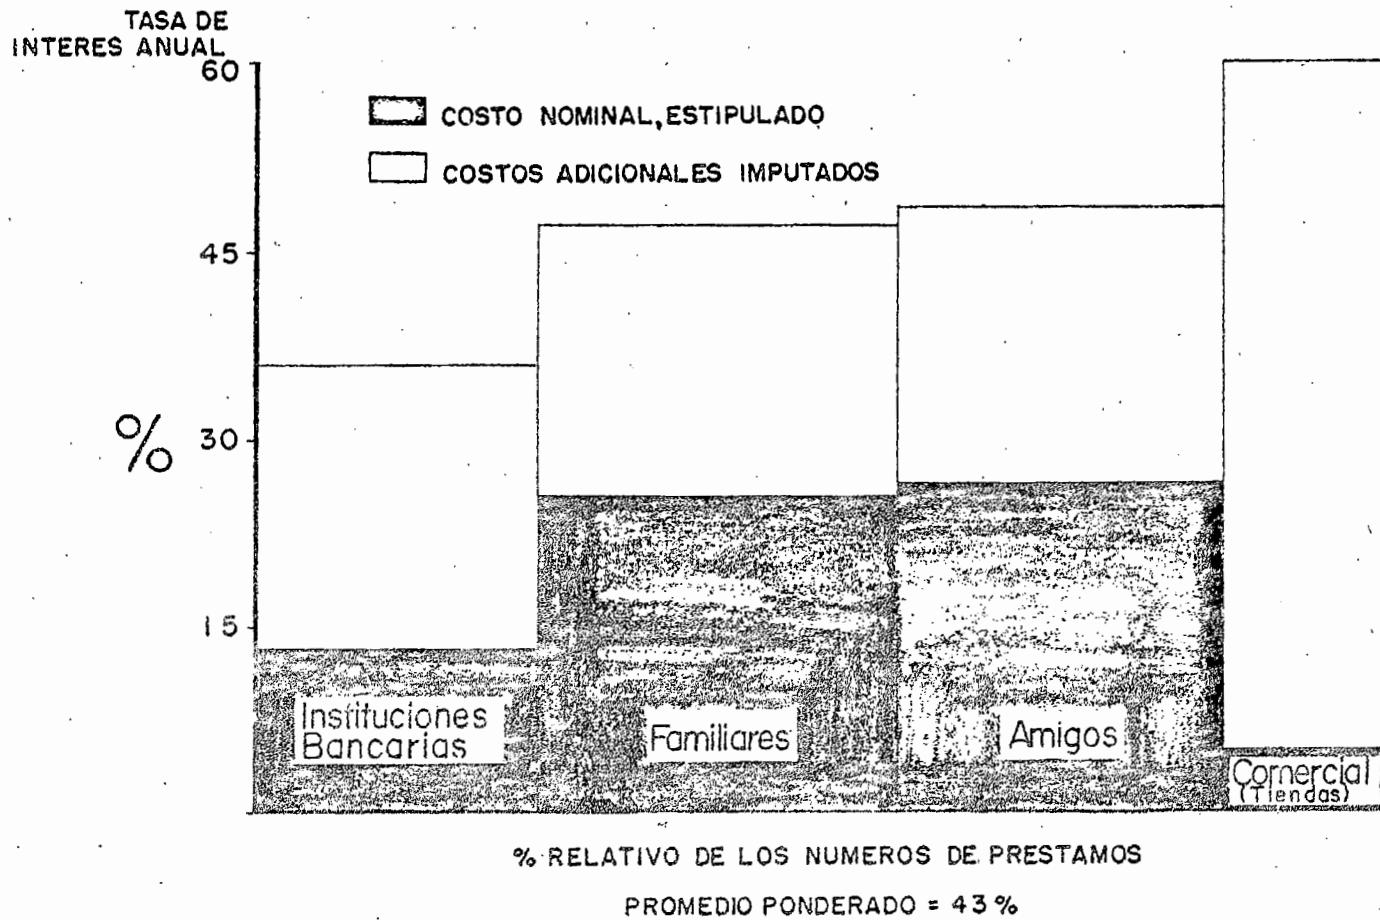 TASA DE
INTERES ANUAL
60
COSTO NOMINAL, ESTIPULADO
COSTOS ADICIONALES IMPUTADOS
45
%
30
15
Instituciones
Bancarias
Familiares
Amigos
Comercial
(Tiendas)
% RELATIVO DE LOS NUMEROS DE PRESTAMOS
PROMEDIO PONDERADO = 43%